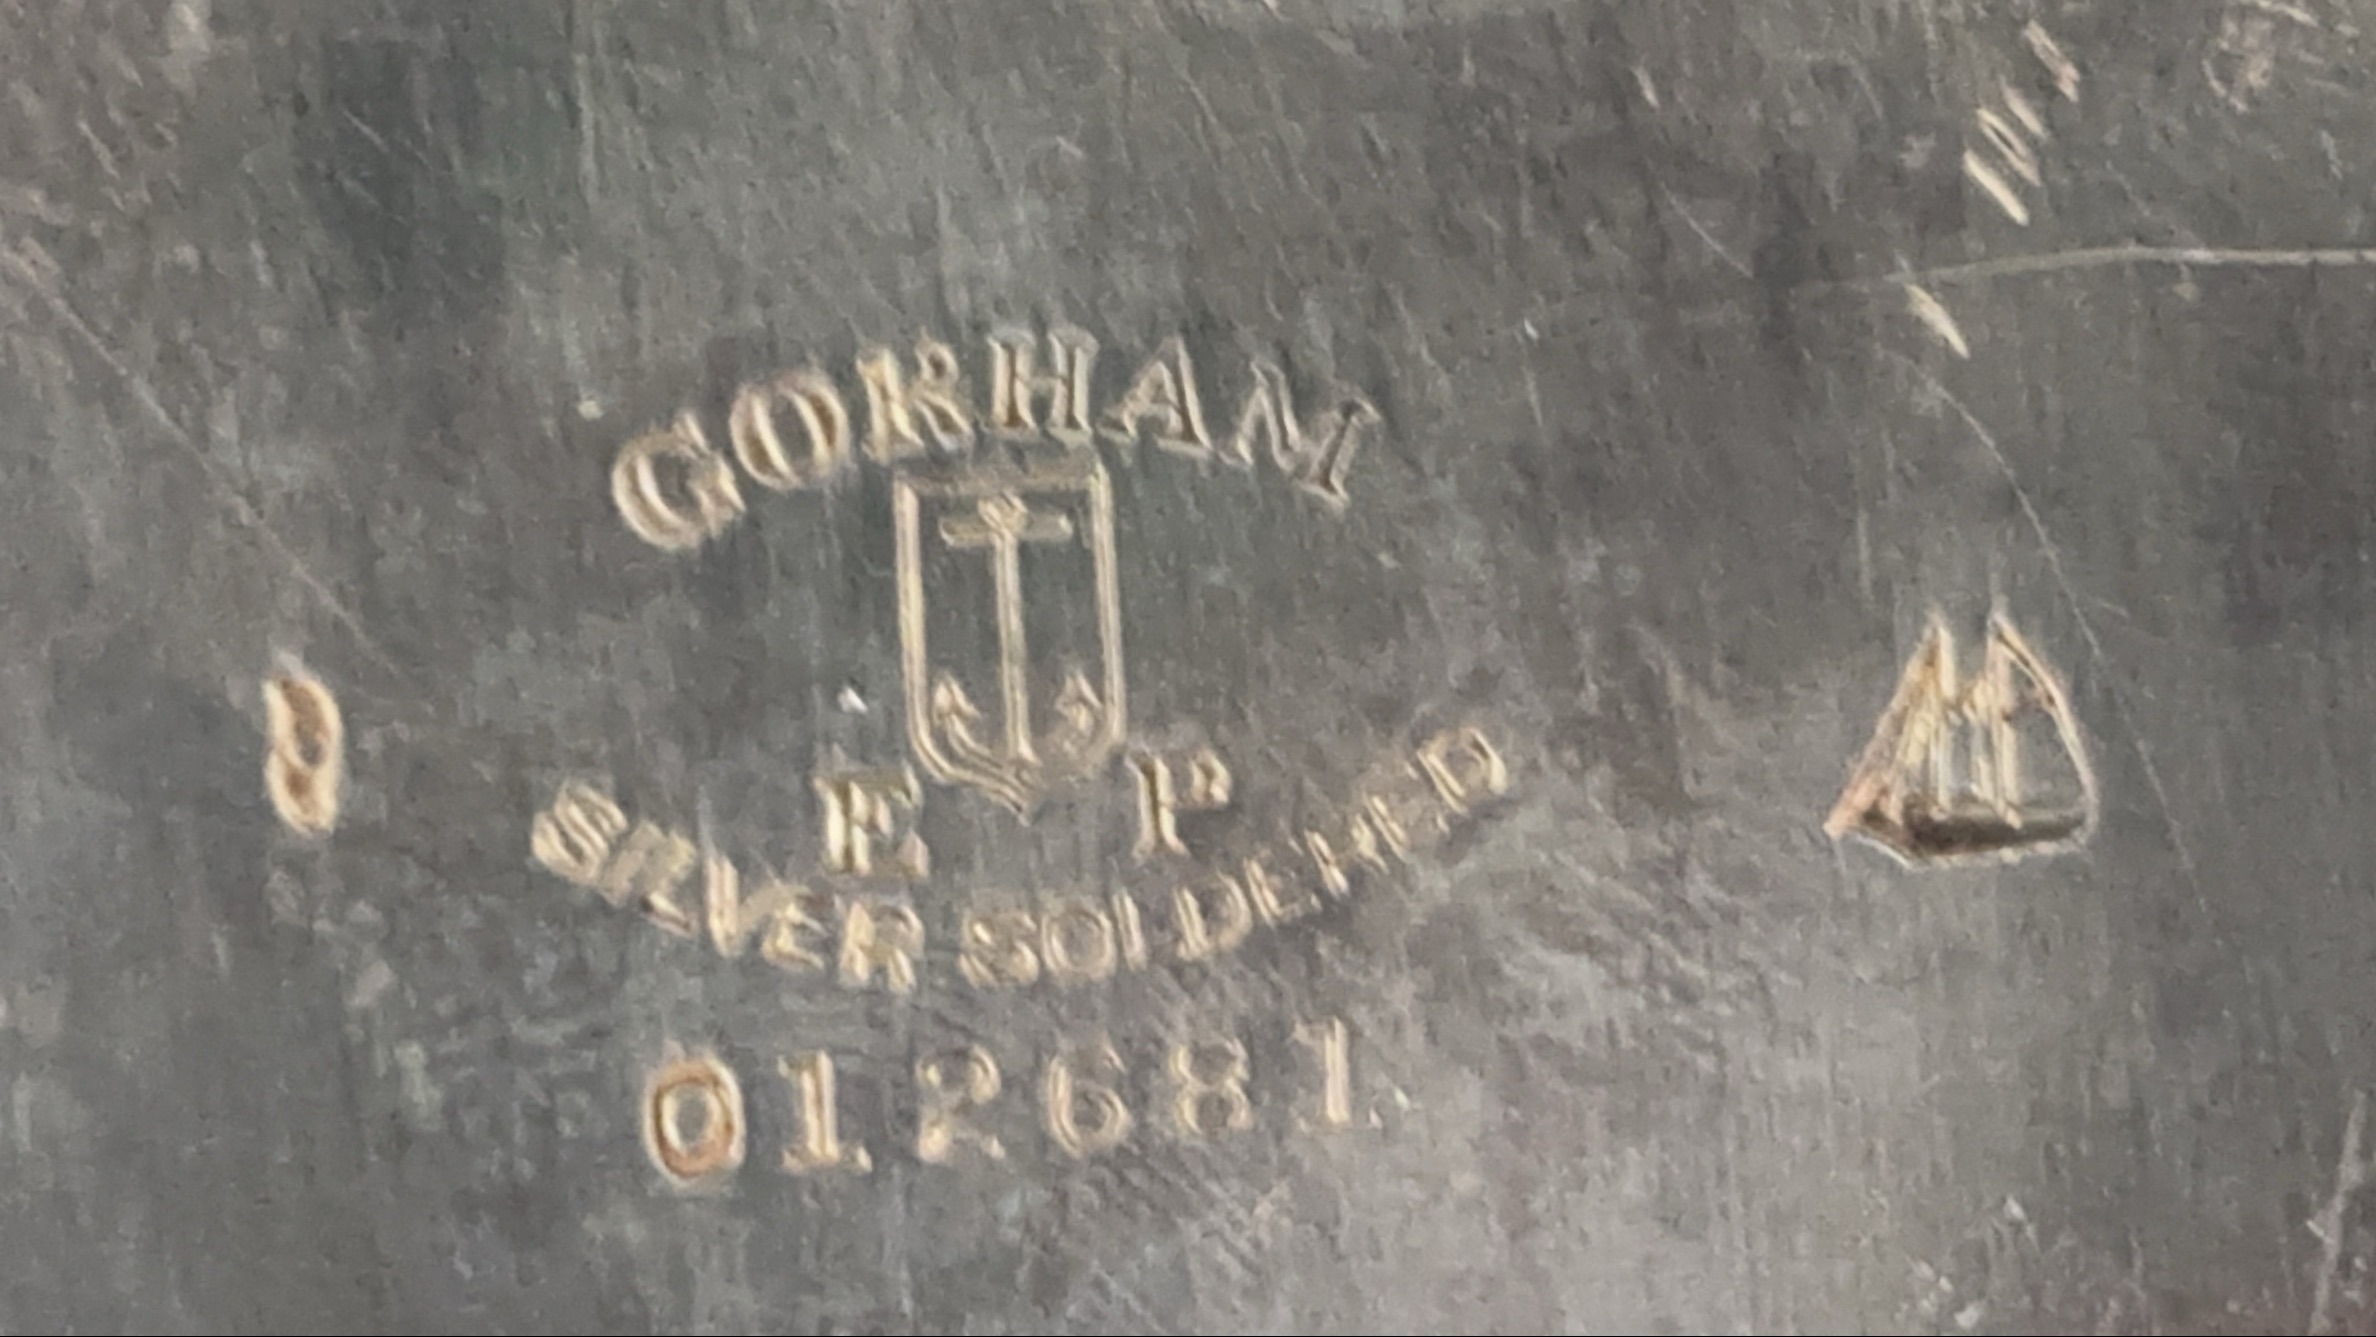 GORHAM
E P
SILVER SOLDERED
012681